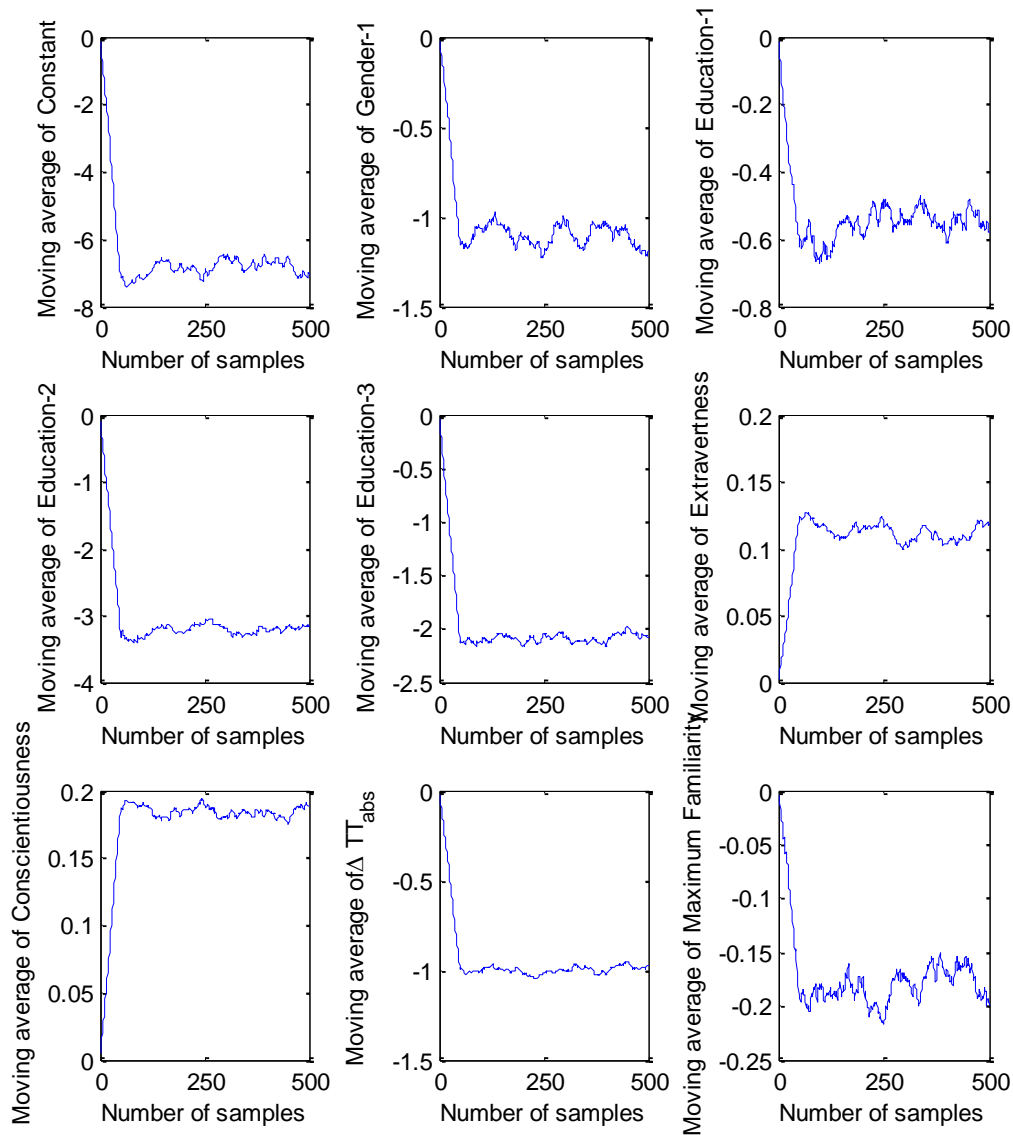 Moving average of Constant
0
-2
-4
-6
-8
0 250 500
Number of samples
Moving average of Gender-1
0
-0.5
-1
-1.5
0 250 500
Number of samples
Moving average of Education-1
0
-0.2
-0.4
-0.6
-0.8
0 250 500
Number of samples
Moving average of Education-2
0
-1
-2
-3
-4
0 250 500
Number of samples
Moving average of Education-3
0
-0.5
-1
-1.5
-2
-2.5
0 250 500
Number of samples
Moving average of Extravertness
0.2
0.15
0.1
0.05
0
0 250 500
Number of samples
Moving average of Conscientiousness
0.2
0.15
0.1
0.05
0
0 250 500
Number of samples
Moving average ofΔ TTabs
0
-0.5
-1
-1.5
0 250 500
Number of samples
Moving average of Maximum Familiarity
0
-0.05
-0.1
-0.15
-0.2
-0.25
0 250 500
Number of samples